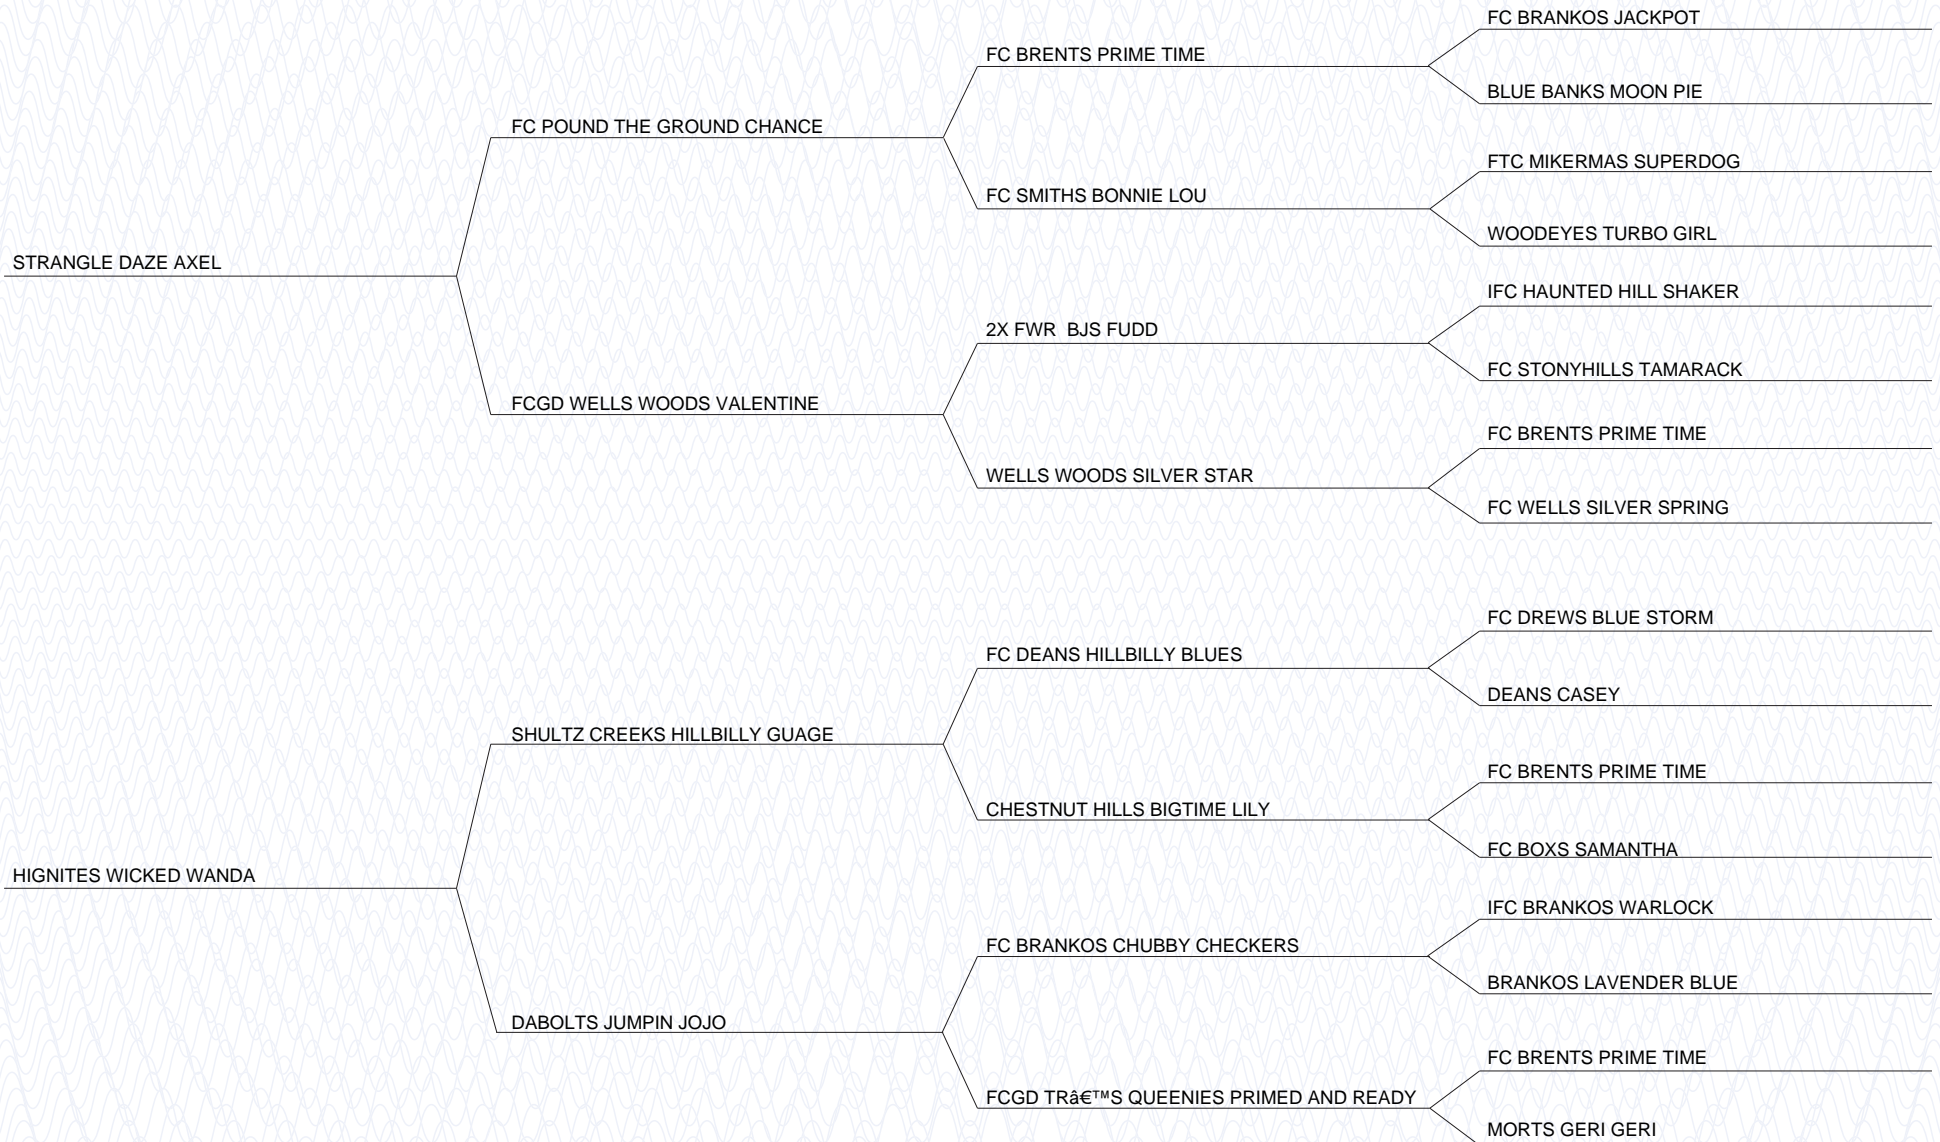 FC BRANKOS JACKPOT
FC BRENTS PRIME TIME
BLUE BANKS MOON PIE
FC POUND THE GROUND CHANCE
FTC MIKERMAS SUPERDOG
FC SMITHS BONNIE LOU
WOODEYES TURBO GIRL
STRANGLE DAZE AXEL
IFC HAUNTED HILL SHAKER
2X FWR  BJS FUDD
FC STONYHILLS TAMARACK
FCGD WELLS WOODS VALENTINE
FC BRENTS PRIME TIME
WELLS WOODS SILVER STAR
FC WELLS SILVER SPRING
FC DREWS BLUE STORM
FC DEANS HILLBILLY BLUES
DEANS CASEY
SHULTZ CREEKS HILLBILLY GUAGE
FC BRENTS PRIME TIME
CHESTNUT HILLS BIGTIME LILY
FC BOXS SAMANTHA
HIGNITES WICKED WANDA
IFC BRANKOS WARLOCK
FC BRANKOS CHUBBY CHECKERS
BRANKOS LAVENDER BLUE
DABOLTS JUMPIN JOJO
FC BRENTS PRIME TIME
FCGD TRâ€™S QUEENIES PRIMED AND READY
MORTS GERI GERI